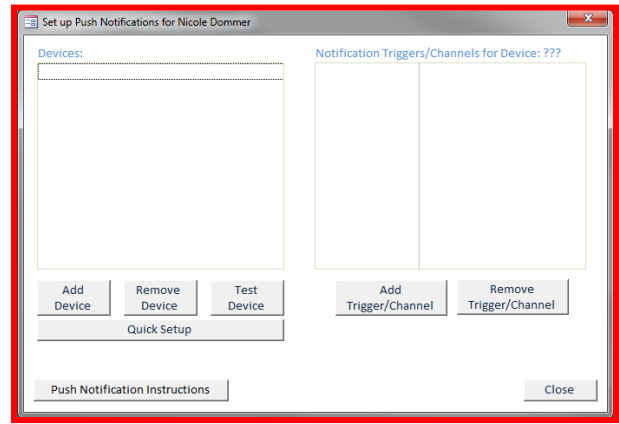 Set up Push Notifications for Nicole Dommer
Devices:
Notification Triggers/Channels for Device: ???
Add
Device
Remove
Device
Test
Device
Add
Trigger/Channel
Remove
Trigger/Channel
Quick Setup
Push Notification Instructions
Close